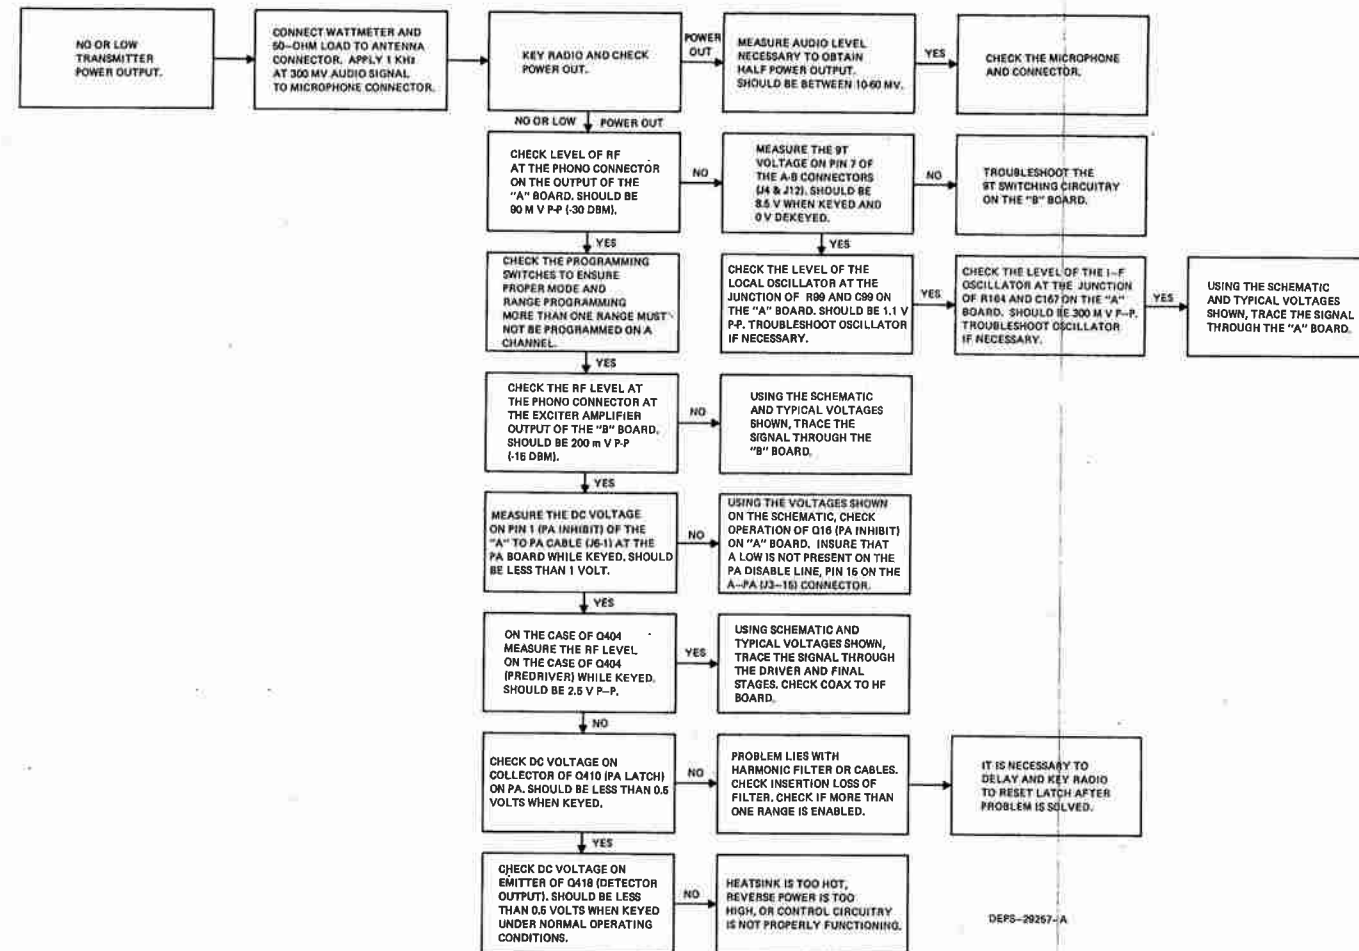 NO OR LOW
TRANSMITTER
POWER OUTPUT.
CONNECT WATTMETER AND
50-OHM LOAD TO ANTENNA
CONNECTOR. APPLY 1 KHz
AT 300 MV AUDIO SIGNAL
TO MICROPHONE CONNECTOR.
KEY RADIO AND CHECK
POWER OUT.
POWER
OUT
MEASURE AUDIO LEVEL
NECESSARY TO OBTAIN
HALF POWER OUTPUT.
SHOULD BE BETWEEN 10-60 MV.
YES
CHECK THE MICROPHONE
AND CONNECTOR.
NO OR LOW POWER OUT
CHECK LEVEL OF RF
AT THE PHONO CONNECTOR
ON THE OUTPUT OF THE
"A" BOARD. SHOULD BE
90 M V P-P (-30 DBM).
NO
MEASURE THE 9T
VOLTAGE ON PIN 7 OF
THE A-B CONNECTORS
(J4 & J12). SHOULD BE
8.5 V WHEN KEYED AND
0 V DEKEYED.
NO
TROUBLESHOOT THE
9T SWITCHING CIRCUITRY
ON THE "B" BOARD.
YES
YES
CHECK THE PROGRAMMING
SWITCHES TO ENSURE
PROPER MODE AND
RANGE PROGRAMMING
MORE THAN ONE RANGE MUST
NOT BE PROGRAMMED ON A
CHANNEL.
CHECK THE LEVEL OF THE
LOCAL OSCILLATOR AT THE
JUNCTION OF R99 AND C99 ON
THE "A" BOARD. SHOULD BE 1.1 V
P-P. TROUBLESHOOT OSCILLATOR
IF NECESSARY.
YES
CHECK THE LEVEL OF THE I-F
OSCILLATOR AT THE JUNCTION
OF R164 AND C167 ON THE "A"
BOARD. SHOULD BE 300 M V P-P.
TROUBLESHOOT OSCILLATOR
IF NECESSARY.
YES
USING THE SCHEMATIC
AND TYPICAL VOLTAGES
SHOWN, TRACE THE SIGNAL
THROUGH THE "A" BOARD.
YES
CHECK THE RF LEVEL AT
THE PHONO CONNECTOR AT
THE EXCITER AMPLIFIER
OUTPUT OF THE "B" BOARD.
SHOULD BE 200 m V P-P
(-16 DBM).
NO
USING THE SCHEMATIC
AND TYPICAL VOLTAGES
SHOWN, TRACE THE
SIGNAL THROUGH THE
"B" BOARD.
YES
MEASURE THE DC VOLTAGE
ON PIN 1 (PA INHIBIT) OF THE
"A" TO PA CABLE (J6-1) AT THE
PA BOARD WHILE KEYED. SHOULD
BE LESS THAN 1 VOLT.
NO
USING THE VOLTAGES SHOWN
ON THE SCHEMATIC, CHECK
OPERATION OF Q16 (PA INHIBIT)
ON "A" BOARD. INSURE THAT
A LOW IS NOT PRESENT ON THE
PA DISABLE LINE, PIN 16 ON THE
A-PA (J3-16) CONNECTOR.
YES
ON THE CASE OF Q404
MEASURE THE RF LEVEL
ON THE CASE OF Q404
(PREDRIVER) WHILE KEYED.
SHOULD BE 2.5 V P-P.
YES
USING SCHEMATIC AND
TYPICAL VOLTAGES SHOWN,
TRACE THE SIGNAL THROUGH
THE DRIVER AND FINAL
STAGES. CHECK COAX TO HF
BOARD.
NO
CHECK DC VOLTAGE ON
COLLECTOR OF Q410 (PA LATCH)
ON PA. SHOULD BE LESS THAN 0.5
VOLTS WHEN KEYED.
NO
PROBLEM LIES WITH
HARMONIC FILTER OR CABLES.
CHECK INSERTION LOSS OF
FILTER. CHECK IF MORE THAN
ONE RANGE IS ENABLED.
IT IS NECESSARY TO
DELAY AND KEY RADIO
TO RESET LATCH AFTER
PROBLEM IS SOLVED.
YES
CHECK DC VOLTAGE ON
EMITTER OF Q418 (DETECTOR
OUTPUT). SHOULD BE LESS
THAN 0.5 VOLTS WHEN KEYED
UNDER NORMAL OPERATING
CONDITIONS.
NO
HEATSINK IS TOO HOT,
REVERSE POWER IS TOO
HIGH, OR CONTROL CIRCUITRY
IS NOT PROPERLY FUNCTIONING.
DEPS-29257-A